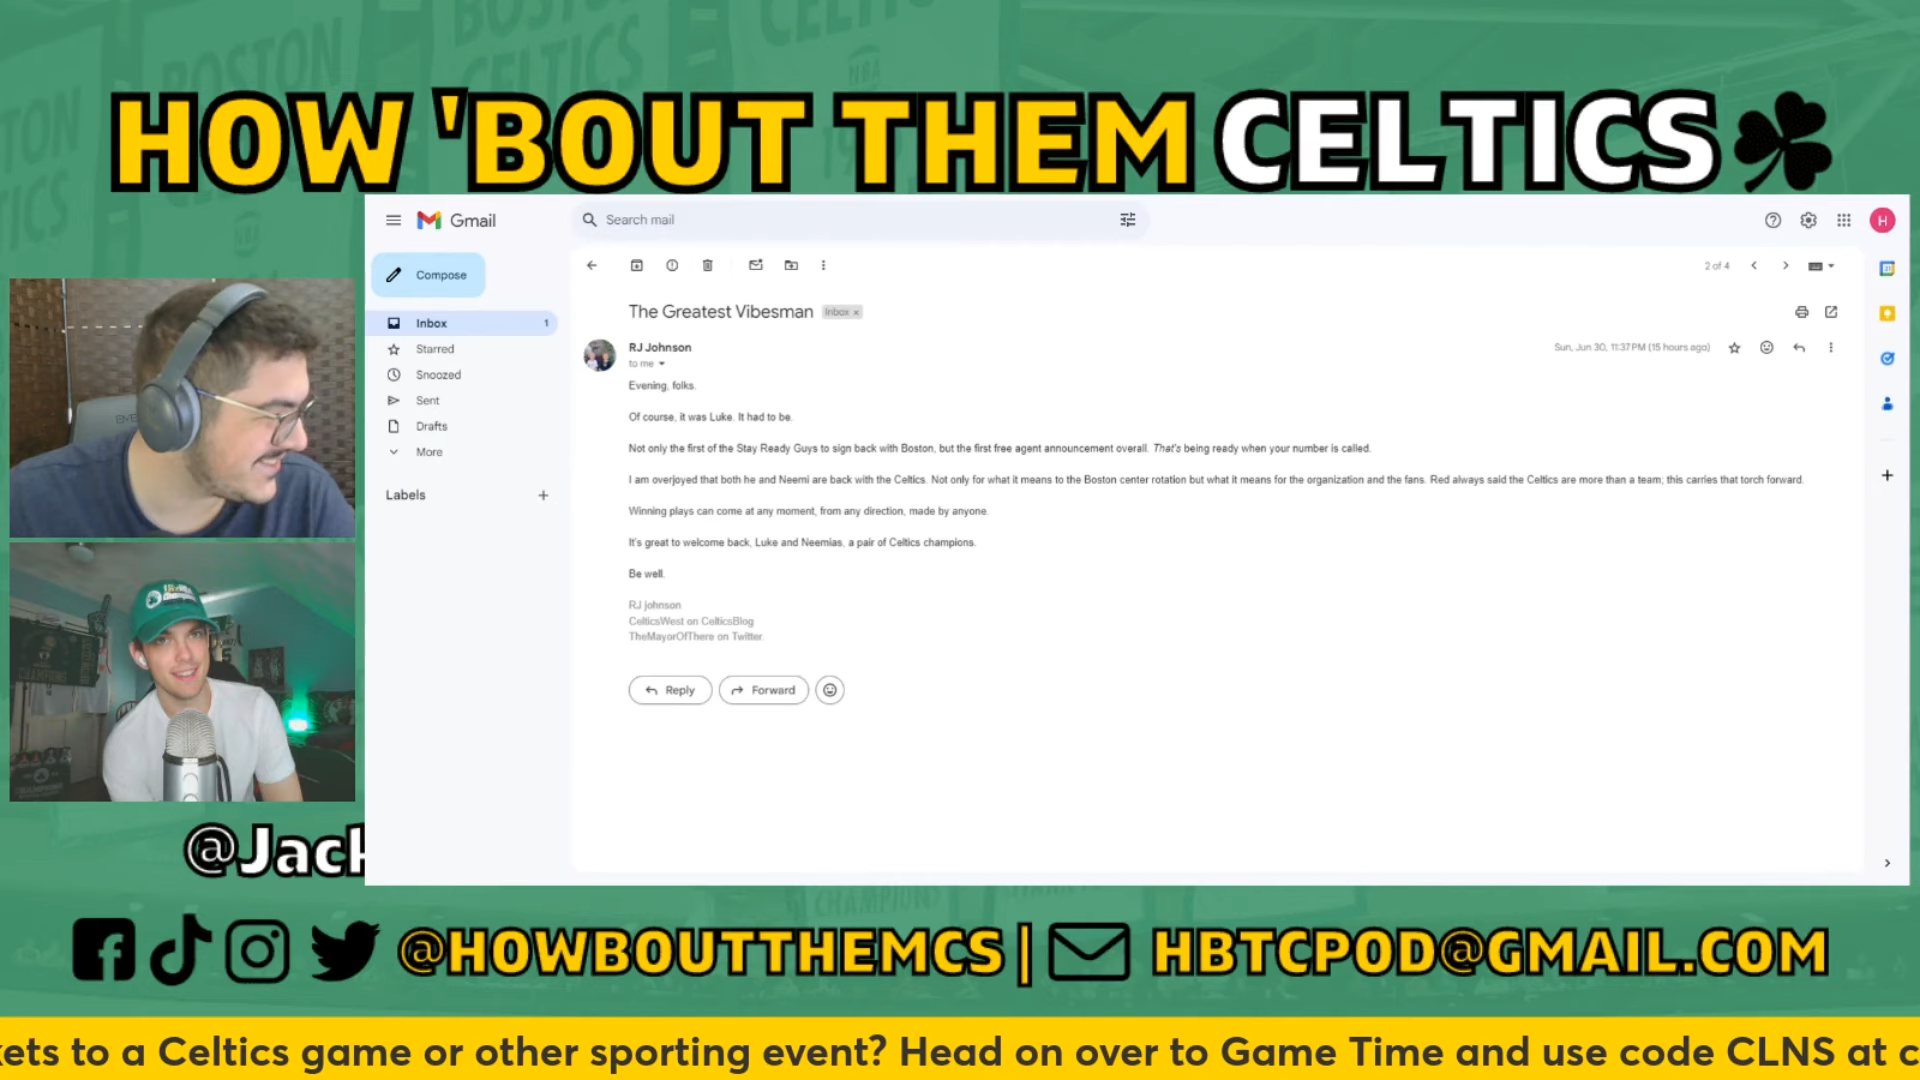 HOW 'BOUT THEM CELTICS
Gmail
Search mail
H
Compose
2 of 4
Inbox 1
The Greatest Vibesman Inbox x
Starred
RJ Johnson
Sun, Jun 30, 11:37 PM (15 hours ago)
to me
Snoozed
Evening, folks.
Sent
Of course, it was Luke. It had to be.
Drafts
Not only the first of the Stay Ready Guys to sign back with Boston, but the first free agent announcement overall. That's being ready when your number is called.
More
I am overjoyed that both he and Neemi are back with the Celtics. Not only for what it means to the Boston center rotation but what it means for the organization and the fans. Red always said the Celtics are more than a team; this carries that torch forward.
Labels
Winning plays can come at any moment, from any direction, made by anyone.
It's great to welcome back, Luke and Neemias, a pair of Celtics champions.
Be well.
RJ johnson
CelticsWest on CelticsBlog
TheMayorOfThere on Twitter.
Reply Forward
@Jack
@HOWBOUTTHEMCS | HBTCPOD@GMAIL.COM
kets to a Celtics game or other sporting event? Head on over to Game Time and use code CLNS at c